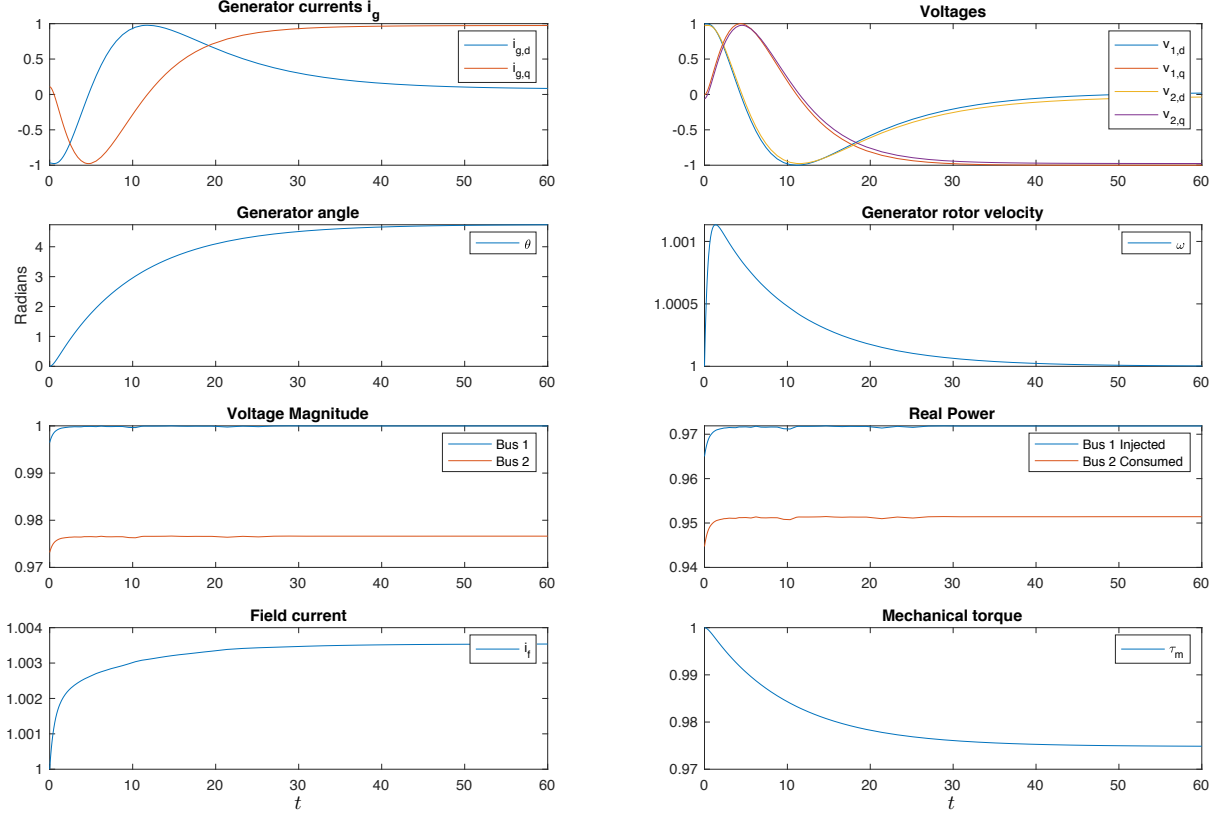 Generator currents i_g
1
0.5
0
-0.5
-1
i_g,d
i_g,q
0 10 20 30 40 50 60
Voltages
1
0.5
0
-0.5
-1
v_1,d
v_1,q
v_2,d
v_2,q
0 10 20 30 40 50 60
Generator angle
Radians
4
3
2
1
0
θ
0 10 20 30 40 50 60
Generator rotor velocity
1.001
1.0005
1
ω
0 10 20 30 40 50 60
Voltage Magnitude
1
0.99
0.98
0.97
Bus 1
Bus 2
0 10 20 30 40 50 60
Real Power
0.97
0.96
0.95
0.94
Bus 1 Injected
Bus 2 Consumed
0 10 20 30 40 50 60
Field current
1.004
1.003
1.002
1.001
1
i_f
0 10 20 30 40 50 60
t
Mechanical torque
1
0.99
0.98
0.97
τ_m
0 10 20 30 40 50 60
t